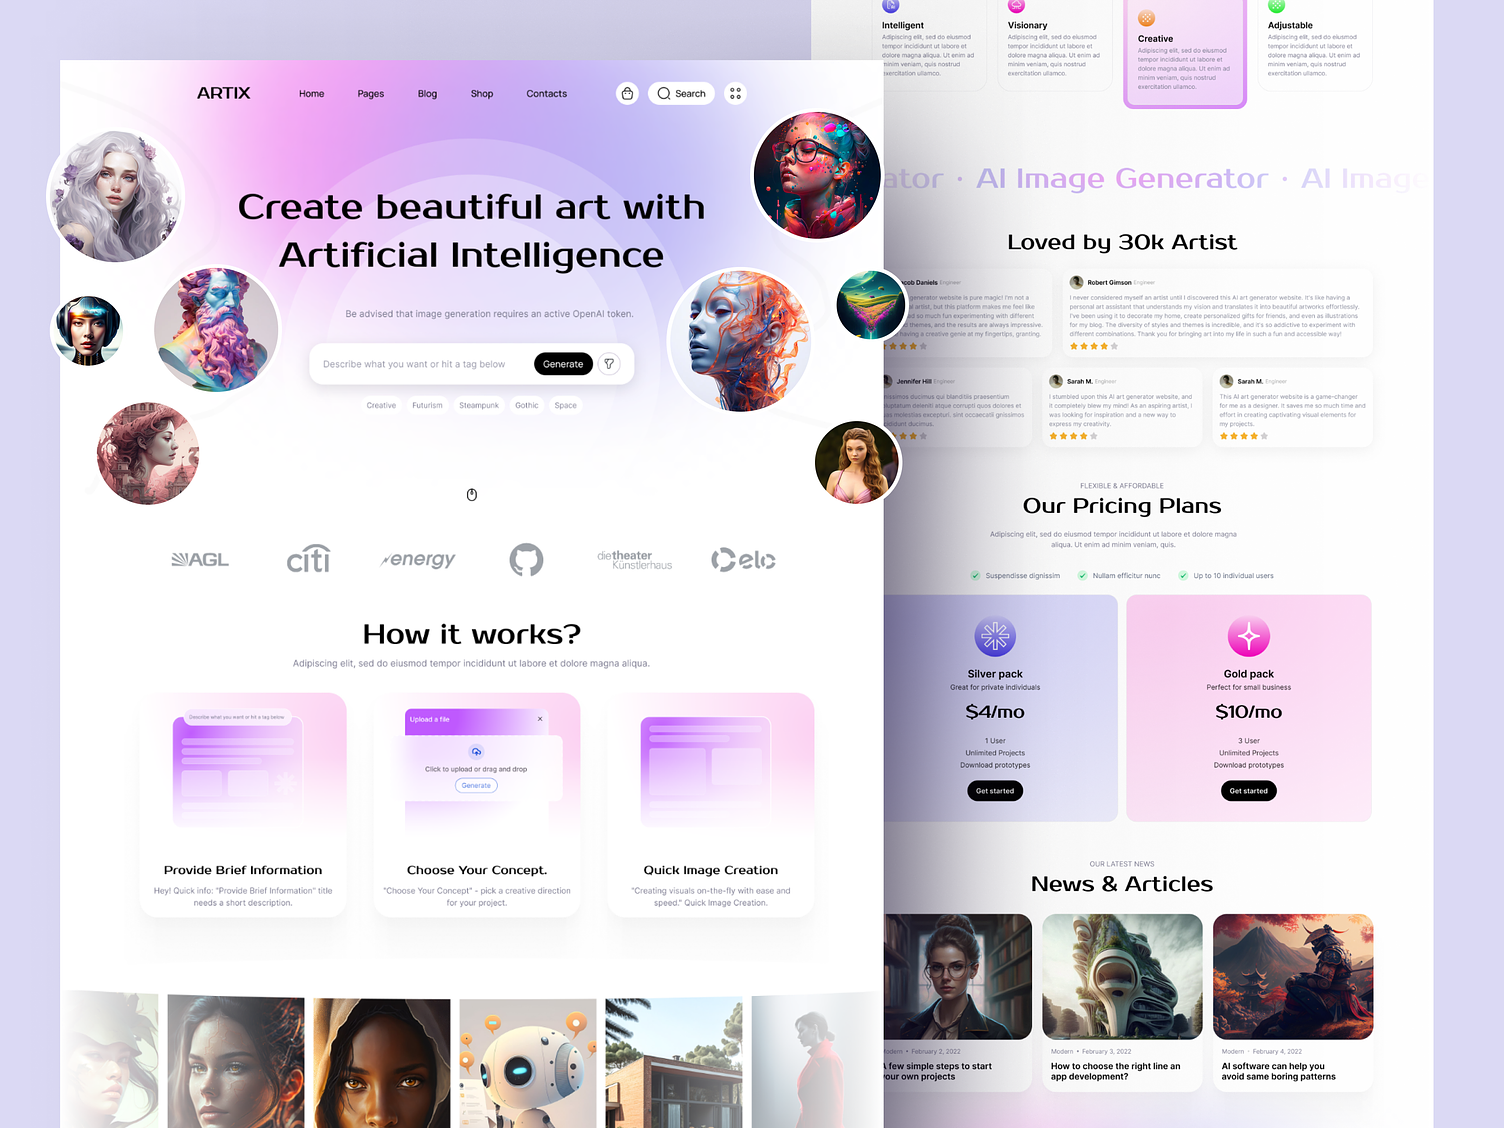 ARTIX
Home
Pages
Blog
Shop
Contacts
Search
Create beautiful art with
Artificial Intelligence
Be advised that image generation requires an active OpenAI token.
Describe what you want or hit a tag below
Generate
Creative
Futurism
Steampunk
Gothic
Space
AGL
citi
energy
dietheater
Künstlerhaus
elo
How it works?
Adipiscing elit, sed do eiusmod tempor incididunt ut labore et dolore magna aliqua.
Describe what you want or hit a tag below
Provide Brief Information
Hey! Quick info: "Provide Brief Information" title
needs a short description.
Upload a file
Click to upload or drag and drop
Generate
Choose Your Concept.
"Choose Your Concept" - pick a creative direction
for your project.
Quick Image Creation
"Creating visuals on-the-fly with ease and
speed." Quick Image Creation.
Intelligent
Adipiscing elit, sed do eiusmod
tempor incididunt ut labore et
dolore magna aliqua. Ut enim ad
minim veniam, quis nostrud
exercitation ullamco.
Visionary
Adipiscing elit, sed do eiusmod
tempor incididunt ut labore et
dolore magna aliqua. Ut enim ad
minim veniam, quis nostrud
exercitation ullamco.
Creative
Adipiscing elit, sed do eiusmod
tempor incididunt ut labore et
dolore magna aliqua. Ut enim ad
minim veniam, quis nostrud
exercitation ullamco.
Adjustable
Adipiscing elit, sed do eiusmod
tempor incididunt ut labore et
dolore magna aliqua. Ut enim ad
minim veniam, quis nostrud
exercitation ullamco.
ator · AI Image Generator · AI Image
Loved by 30k Artist
cob Daniels Engineer
generator website is pure magic! I'm not a
al artist, but this platform makes me feel like
d so much fun experimenting with different
d themes, and the results are always impressive.
having a creative genie at my fingertips, granting.
Robert Gimson Engineer
I never considered myself an artist until I discovered this AI art generator website. It's like having a
personal art assistant that understands my vision and translates it into beautiful artworks effortlessly.
I've been using it to decorate my home, create personalized gifts for friends, and even as illustrations
for my blog. The diversity of styles and themes is incredible, and it's so addictive to experiment with
different combinations. Thank you for bringing art into my life in such a fun and accessible way!
Jennifer Hill Engineer
nissimos ducimus qui blanditiis praesentium
uptatum deleniti atque corrupti quos dolores et
as molestias excepturi. sint occaecatii gnissimos
cididunt ducimus.
Sarah M. Engineer
I stumbled upon this AI art generator website, and
it completely blew my mind! As an aspiring artist, I
was looking for inspiration and a new way to
express my creativity.
Sarah M. Engineer
This AI art generator website is a game-changer
for me as a designer. It saves me so much time and
effort in creating captivating visual elements for
my projects.
FLEXIBLE & AFFORDABLE
Our Pricing Plans
Adipiscing elit, sed do eiusmod tempor incididunt ut labore et dolore magna
aliqua. Ut enim ad minim veniam, quis.
Suspendisse dignissim
Nullam efficitur nunc
Up to 10 individual users
Silver pack
Great for private individuals
$4/mo
1 User
Unlimited Projects
Download prototypes
Get started
Gold pack
Perfect for small business
$10/mo
3 User
Unlimited Projects
Download prototypes
Get started
OUR LATEST NEWS
News & Articles
Modern • February 2, 2022
A few simple steps to start
your own projects
Modern • February 3, 2022
How to choose the right line an
app development?
Modern • February 4, 2022
AI software can help you
avoid same boring patterns